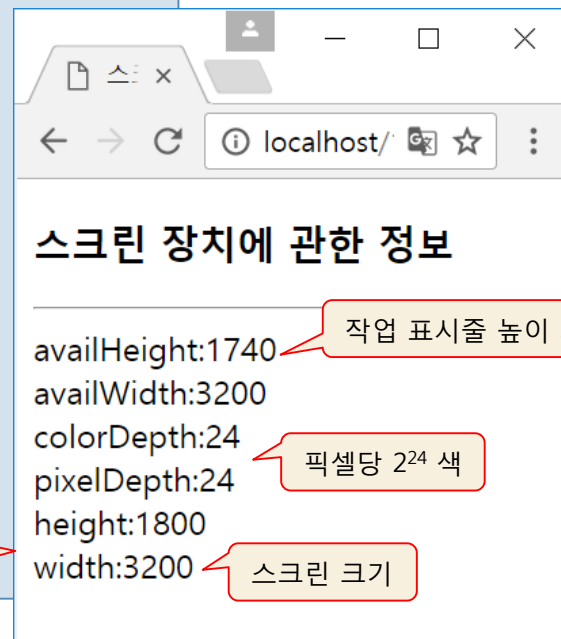 스
localhost/
스크린 장치에 관한 정보
availHeight:1740
작업 표시줄 높이
availWidth:3200
colorDepth:24
픽셀당 2²⁴ 색
pixelDepth:24
height:1800
width:3200
스크린 크기